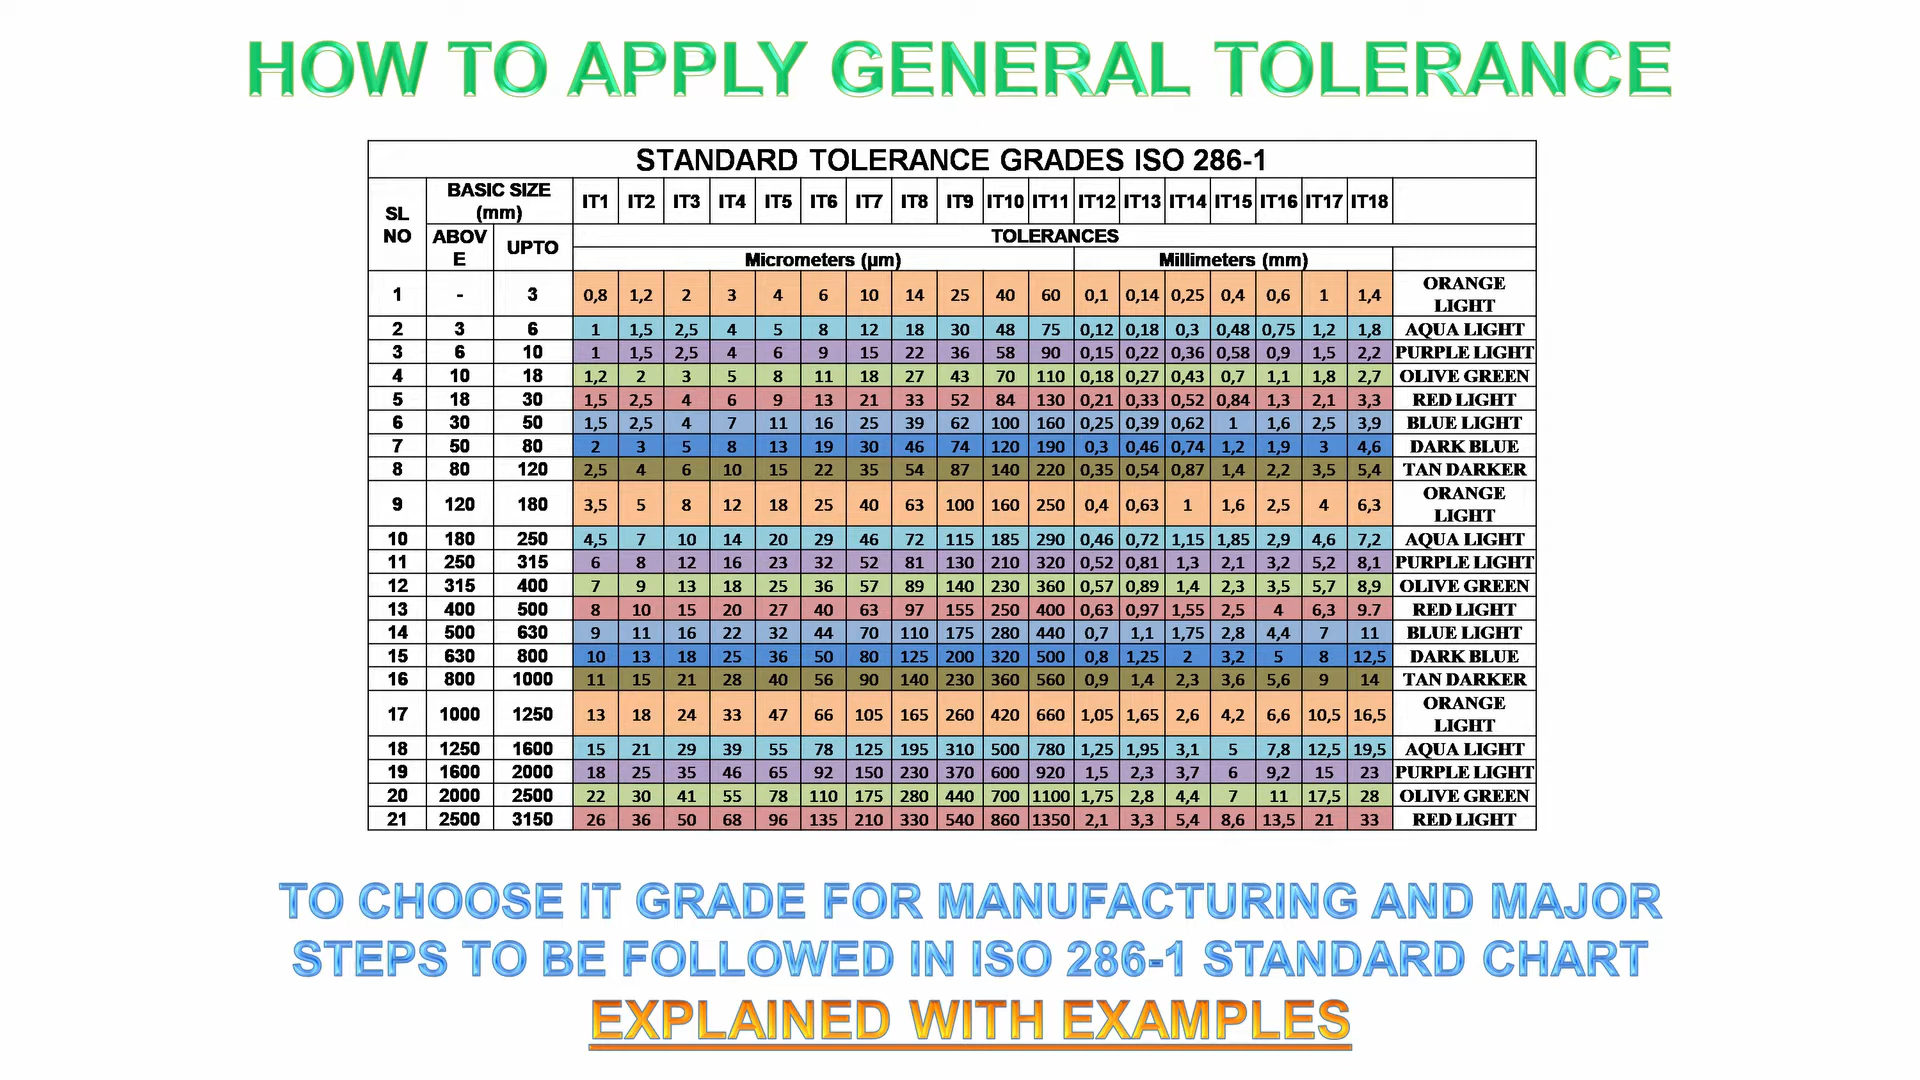 HOW TO APPLY GENERAL TOLERANCE
STANDARD TOLERANCE GRADES ISO 286-1
SL NO BASIC SIZE (mm) IT1 IT2 IT3 IT4 IT5 IT6 IT7 IT8 IT9 IT10 IT11 IT12 IT13 IT14 IT15 IT16 IT17 IT18
ABOVE UPTO TOLERANCES
Micrometers (µm) Millimeters (mm)
1 - 3 0,8 1,2 2 3 4 6 10 14 25 40 60 0,1 0,14 0,25 0,4 0,6 1 1,4 ORANGE LIGHT
2 3 6 1 1,5 2,5 4 5 8 12 18 30 48 75 0,12 0,18 0,3 0,48 0,75 1,2 1,8 AQUA LIGHT
3 6 10 1 1,5 2,5 4 6 9 15 22 36 58 90 0,15 0,22 0,36 0,58 0,9 1,5 2,2 PURPLE LIGHT
4 10 18 1,2 2 3 5 8 11 18 27 43 70 110 0,18 0,27 0,43 0,7 1,1 1,8 2,7 OLIVE GREEN
5 18 30 1,5 2,5 4 6 9 13 21 33 52 84 130 0,21 0,33 0,52 0,84 1,3 2,1 3,3 RED LIGHT
6 30 50 1,5 2,5 4 7 11 16 25 39 62 100 160 0,25 0,39 0,62 1 1,6 2,5 3,9 BLUE LIGHT
7 50 80 2 3 5 8 13 19 30 46 74 120 190 0,3 0,46 0,74 1,2 1,9 3 4,6 DARK BLUE
8 80 120 2,5 4 6 10 15 22 35 54 87 140 220 0,35 0,54 0,87 1,4 2,2 3,5 5,4 TAN DARKER
9 120 180 3,5 5 8 12 18 25 40 63 100 160 250 0,4 0,63 1 1,6 2,5 4 6,3 ORANGE LIGHT
10 180 250 4,5 7 10 14 20 29 46 72 115 185 290 0,46 0,72 1,15 1,85 2,9 4,6 7,2 AQUA LIGHT
11 250 315 6 8 12 16 23 32 52 81 130 210 320 0,52 0,81 1,3 2,1 3,2 5,2 8,1 PURPLE LIGHT
12 315 400 7 9 13 18 25 36 57 89 140 230 360 0,57 0,89 1,4 2,3 3,5 5,7 8,9 OLIVE GREEN
13 400 500 8 10 15 20 27 40 63 97 155 250 400 0,63 0,97 1,55 2,5 4 6,3 9.7 RED LIGHT
14 500 630 9 11 16 22 32 44 70 110 175 280 440 0,7 1,1 1,75 2,8 4,4 7 11 BLUE LIGHT
15 630 800 10 13 18 25 36 50 80 125 200 320 500 0,8 1,25 2 3,2 5 8 12,5 DARK BLUE
16 800 1000 11 15 21 28 40 56 90 140 230 360 560 0,9 1,4 2,3 3,6 5,6 9 14 TAN DARKER
17 1000 1250 13 18 24 33 47 66 105 165 260 420 660 1,05 1,65 2,6 4,2 6,6 10,5 16,5 ORANGE LIGHT
18 1250 1600 15 21 29 39 55 78 125 195 310 500 780 1,25 1,95 3,1 5 7,8 12,5 19,5 AQUA LIGHT
19 1600 2000 18 25 35 46 65 92 150 230 370 600 920 1,5 2,3 3,7 6 9,2 15 23 PURPLE LIGHT
20 2000 2500 22 30 41 55 78 110 175 280 440 700 1100 1,75 2,8 4,4 7 11 17,5 28 OLIVE GREEN
21 2500 3150 26 36 50 68 96 135 210 330 540 860 1350 2,1 3,3 5,4 8,6 13,5 21 33 RED LIGHT
TO CHOOSE IT GRADE FOR MANUFACTURING AND MAJOR
STEPS TO BE FOLLOWED IN ISO 286-1 STANDARD CHART
EXPLAINED WITH EXAMPLES